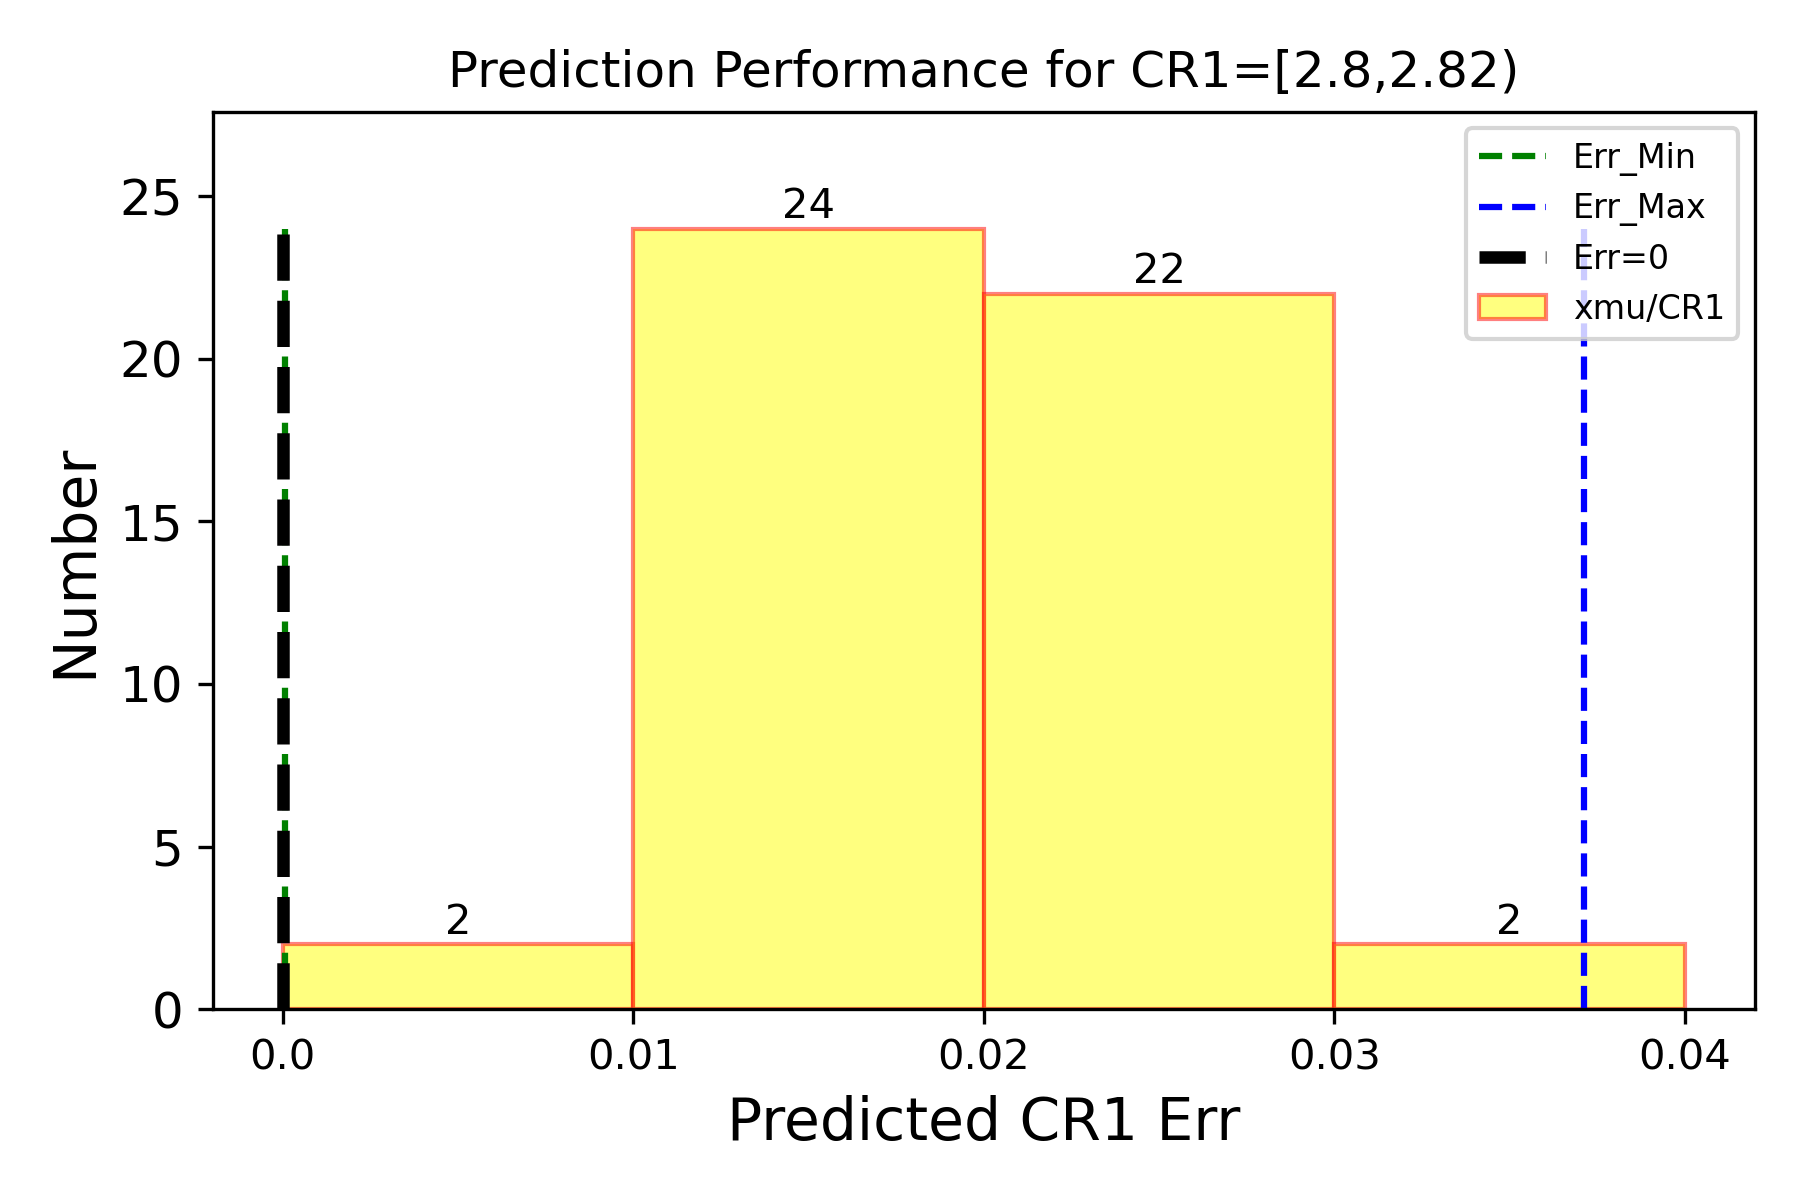 Prediction Performance for CR1=[2.8,2.82)
Err_Min
Err_Max
Err=0
xmu/CR1
25
20
15
10
5
0
Number
24
22
2
2
0.0
0.01
0.02
0.03
0.04
Predicted CR1 Err